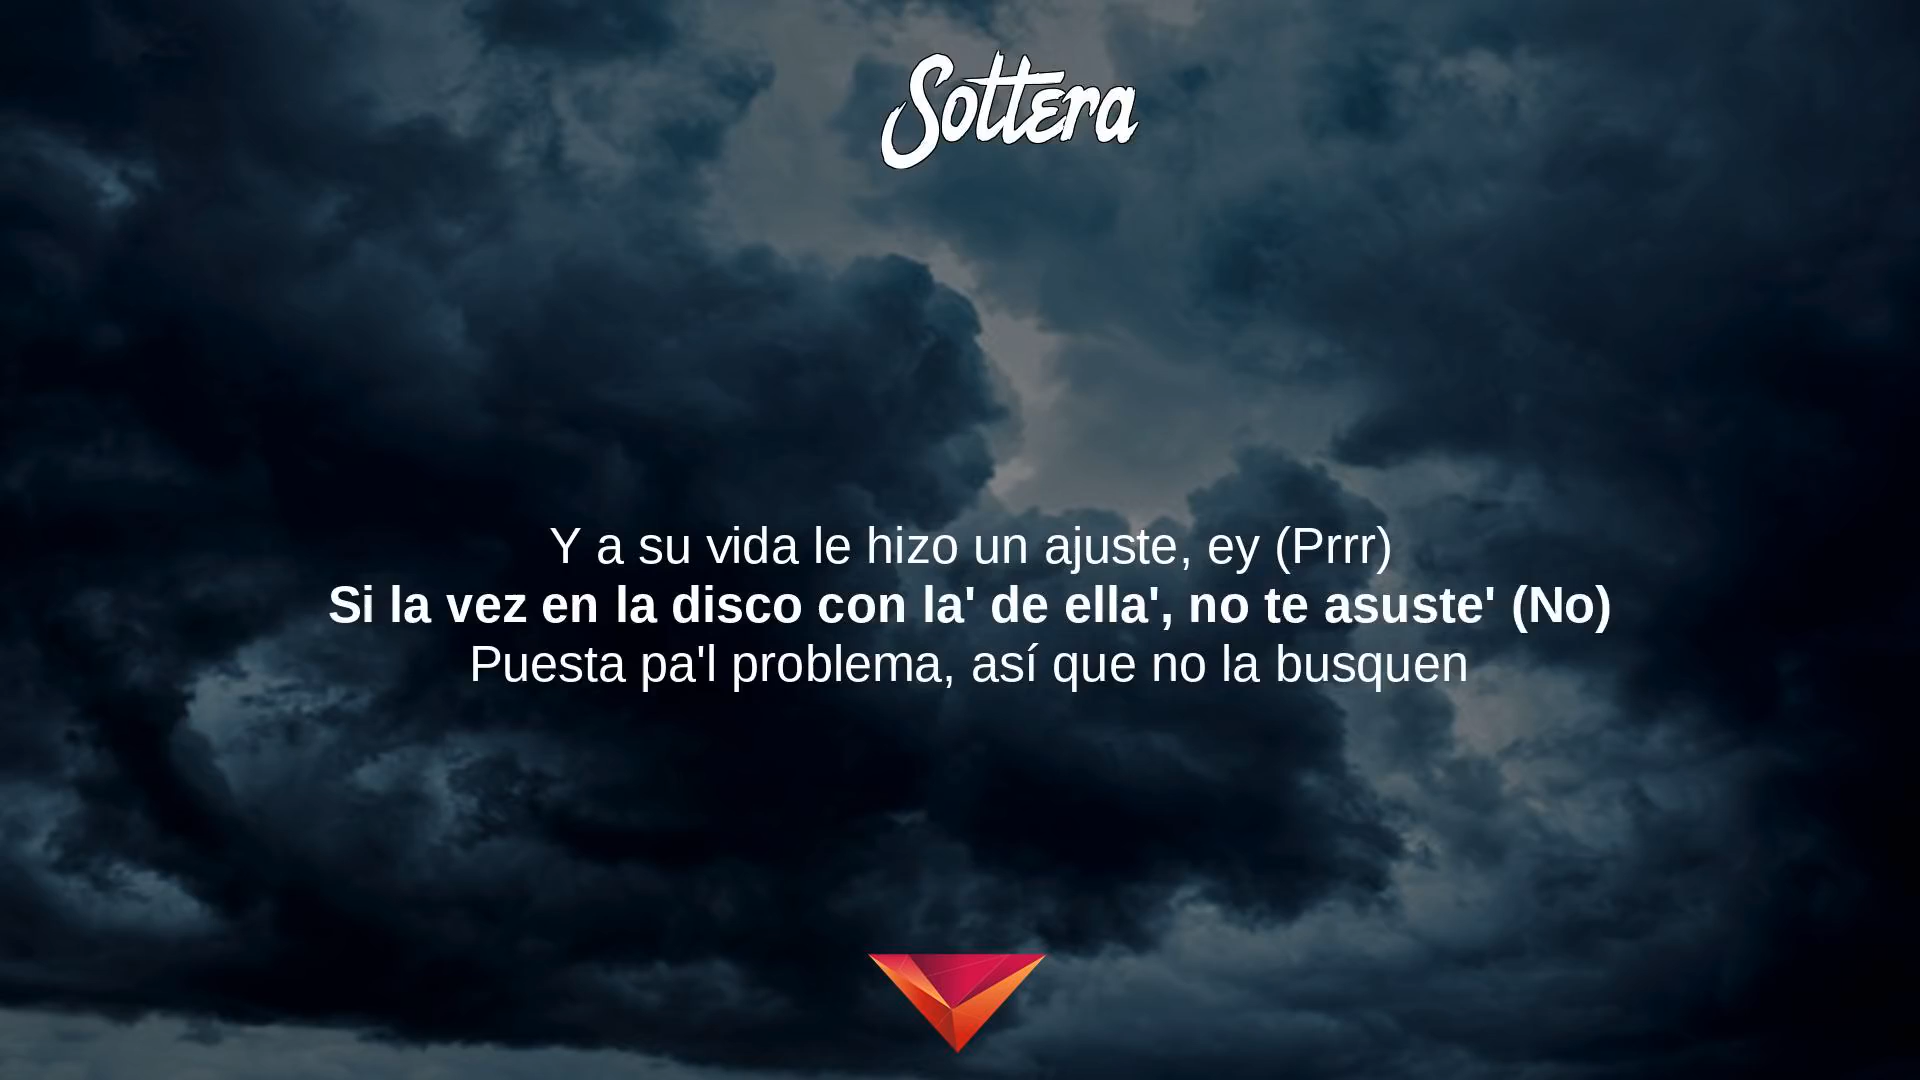 Sottera
Y a su vida le hizo un ajuste, ey (Prrr)
Si la vez en la disco con la' de ella', no te asuste' (No)
Puesta pa'l problema, así que no la busquen